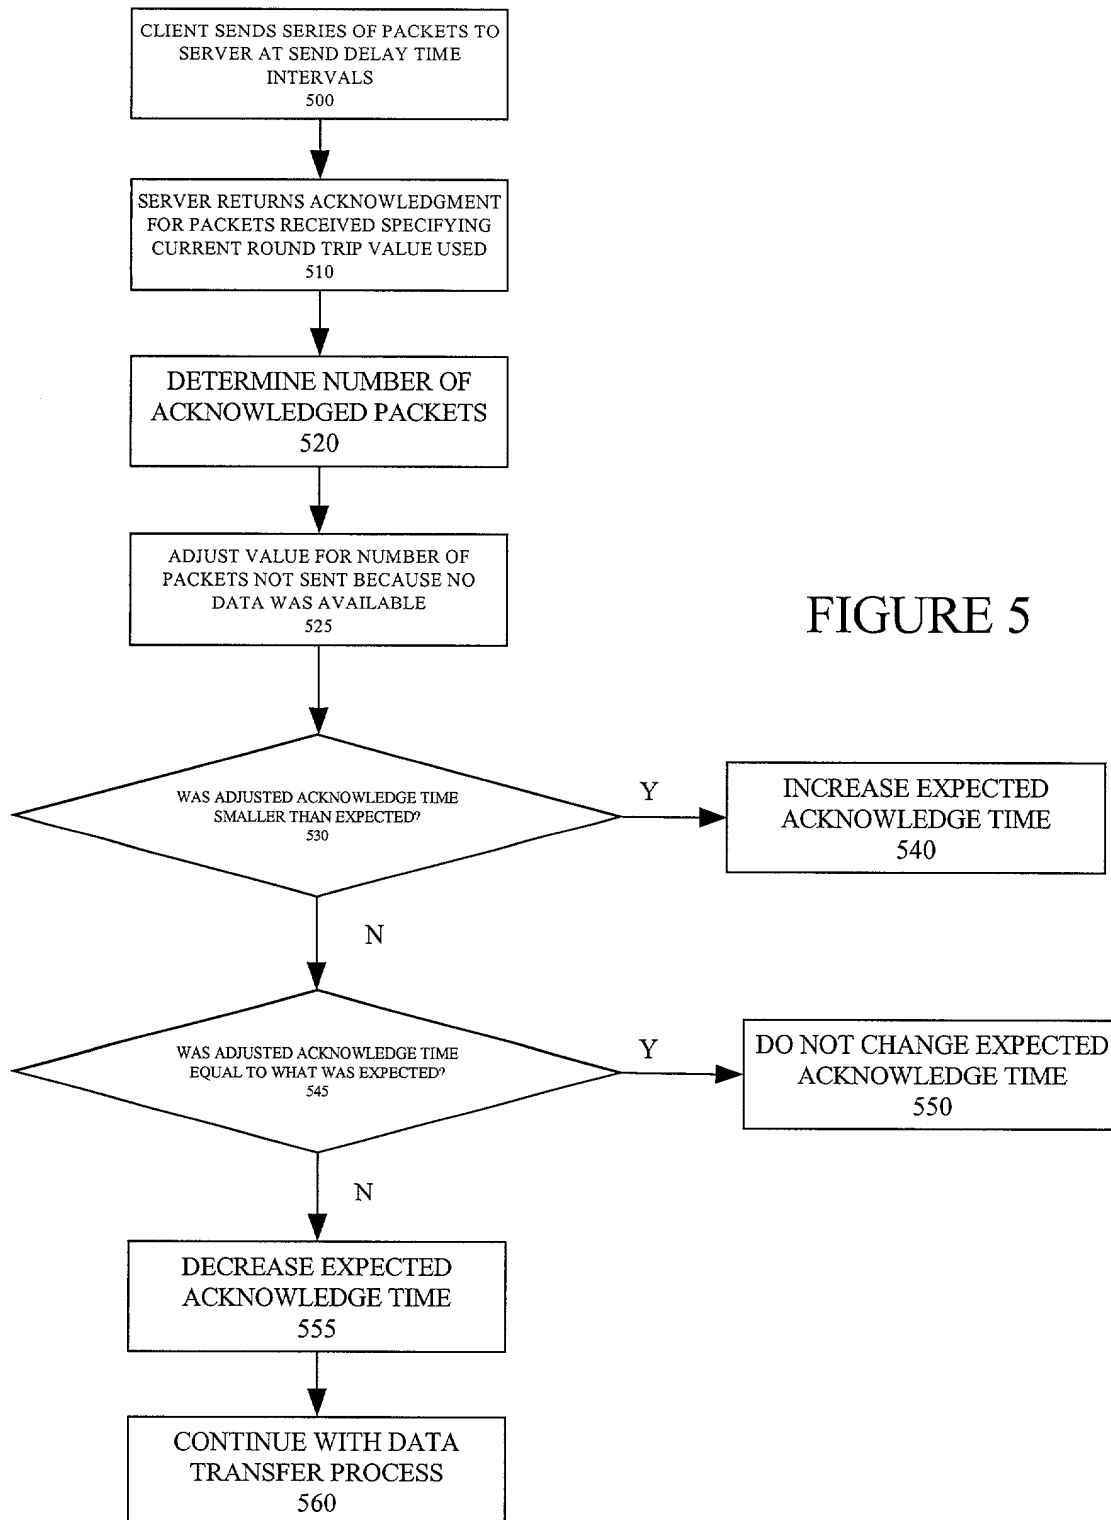 CLIENT SENDS SERIES OF PACKETS TO
SERVER AT SEND DELAY TIME
INTERVALS
500
SERVER RETURNS ACKNOWLEDGMENT
FOR PACKETS RECEIVED SPECIFYING
CURRENT ROUND TRIP VALUE USED
510
DETERMINE NUMBER OF
ACKNOWLEDGED PACKETS
520
ADJUST VALUE FOR NUMBER OF
PACKETS NOT SENT BECAUSE NO
DATA WAS AVAILABLE
525
FIGURE 5
WAS ADJUSTED ACKNOWLEDGE TIME
SMALLER THAN EXPECTED?
530
Y
INCREASE EXPECTED
ACKNOWLEDGE TIME
540
N
WAS ADJUSTED ACKNOWLEDGE TIME
EQUAL TO WHAT WAS EXPECTED?
545
Y
DO NOT CHANGE EXPECTED
ACKNOWLEDGE TIME
550
N
DECREASE EXPECTED
ACKNOWLEDGE TIME
555
CONTINUE WITH DATA
TRANSFER PROCESS
560